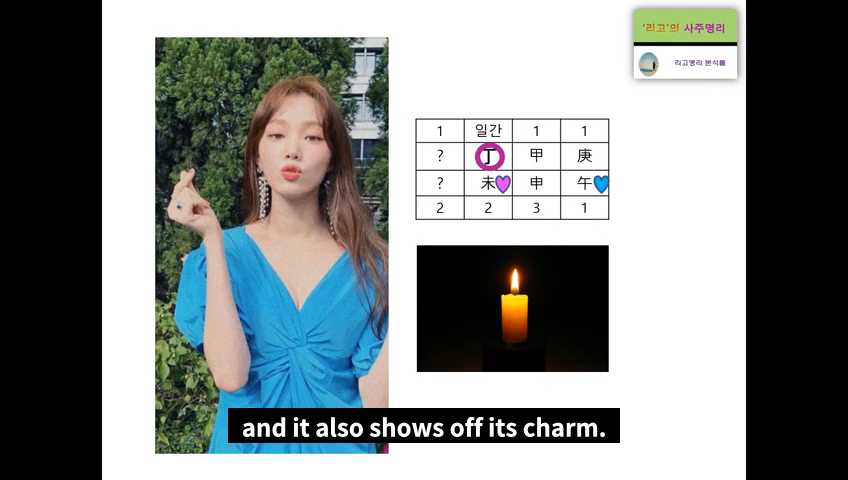 '리고'의 사주명리
리고명리 분석률
1 일간 1 1
? 丁 甲 庚
? 未 申 午
2 2 3 1
and it also shows off its charm.